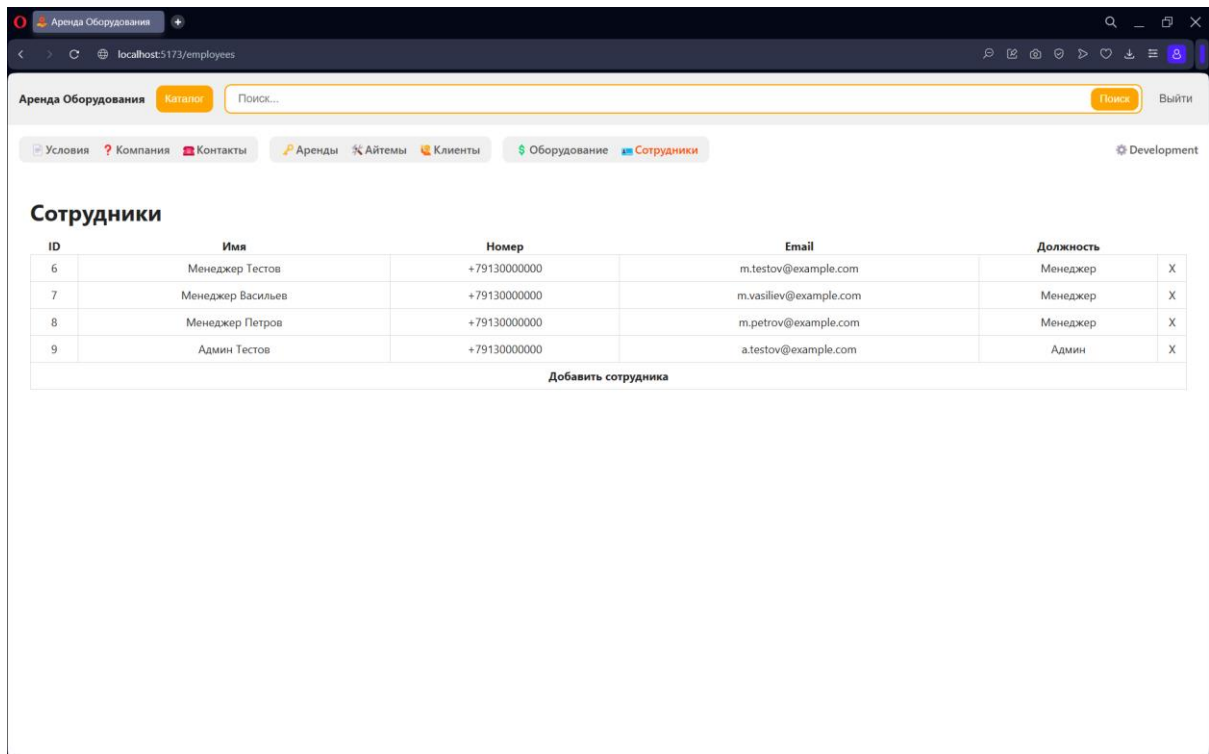 Аренда Оборудования
localhost:5173/employees
Аренда Оборудования Каталог Поиск... Поиск Выйти
Условия Компания Контакты Аренды Айтемы Клиенты Оборудование Сотрудники Development
Сотрудники
ID Имя Номер Email Должность
6 Менеджер Тестов +79130000000 m.testov@example.com Менеджер X
7 Менеджер Васильев +79130000000 m.vasiliev@example.com Менеджер X
8 Менеджер Петров +79130000000 m.petrov@example.com Менеджер X
9 Админ Тестов +79130000000 a.testov@example.com Админ X
Добавить сотрудника